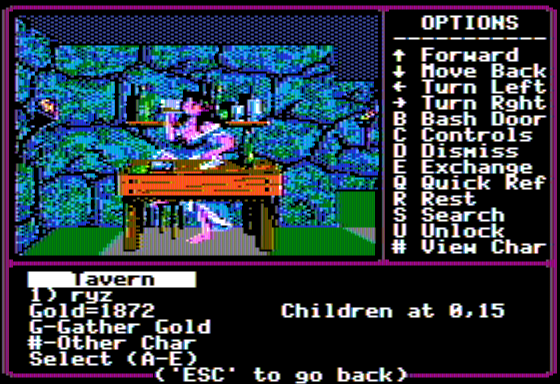 OPTIONS
------------
↑ Forward
↓ Move Back
← Turn Left
→ Turn Rght
B Bash Door
C Controls
D Dismiss
E Exchange
Q Quick Ref
R Rest
S Search
U Unlock
# View Char
Tavern
1) ryz
Gold=1872 Children at 0,15
G-Gather Gold
#-Other Char
Select (A-E)
('ESC' to go back)